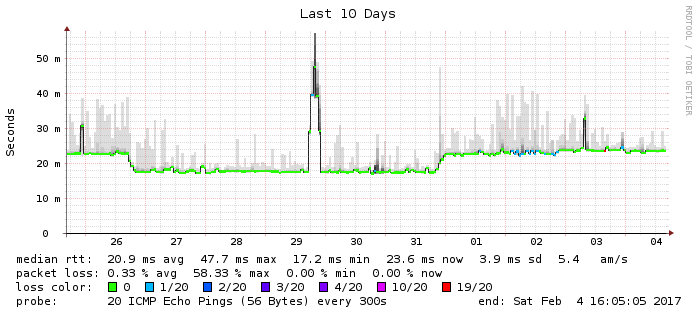 Last 10 Days
RRDTOOL / TOBI OETIKER
Seconds
50 m
40 m
30 m
20 m
10 m
0
26 27 28 29 30 31 01 02 03 04
median rtt: 20.9 ms avg 47.7 ms max 17.2 ms min 23.6 ms now 3.9 ms sd 5.4 am/s
packet loss: 0.33 % avg 58.33 % max 0.00 % min 0.00 % now
loss color: 0 1/20 2/20 3/20 4/20 10/20 19/20
probe: 20 ICMP Echo Pings (56 Bytes) every 300s end: Sat Feb 4 16:05:05 2017